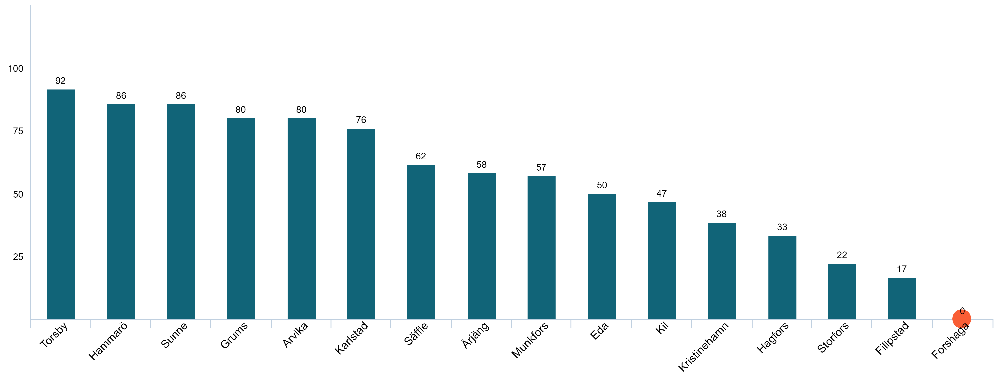 100
75
50
25
92
86
86
80
80
76
62
58
57
50
47
38
33
22
17
0
Torsby
Hammarö
Sunne
Grums
Arvika
Karlstad
Säffle
Årjäng
Munkfors
Eda
Kil
Kristinehamn
Hagfors
Storfors
Filipstad
Forshaga